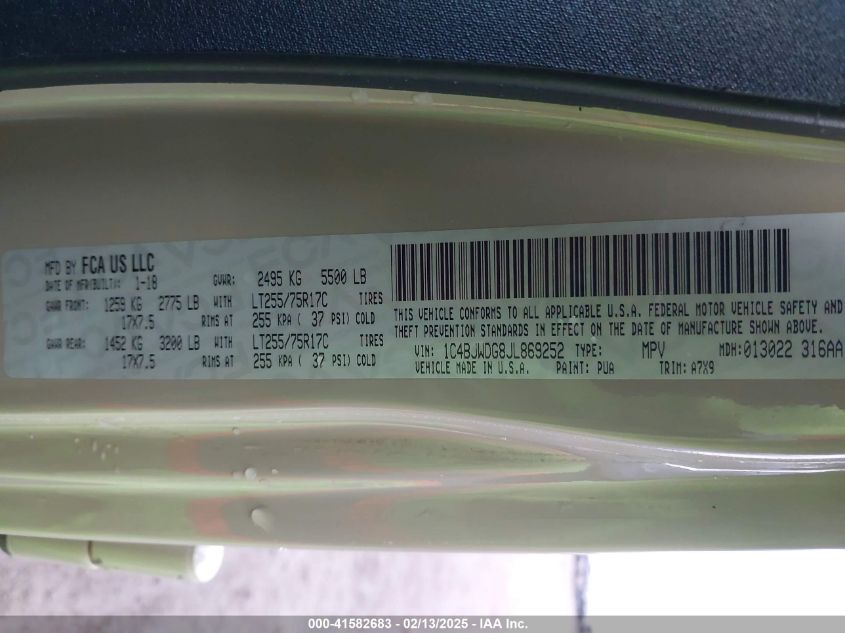 MFD BY FCA US LLC
DATE OF MFR(BUILT): 1-18 GVWR: 2495 KG 5500 LB
GAWR FRONT: 1259 KG 2775 LB WITH LT255/75R17C TIRES
17X7.5 RIMS AT 255 KPA ( 37 PSI) COLD
GAWR REAR: 1452 KG 3200 LB WITH LT255/75R17C TIRES
17X7.5 RIMS AT 255 KPA ( 37 PSI) COLD
THIS VEHICLE CONFORMS TO ALL APPLICABLE U.S.A. FEDERAL MOTOR VEHICLE SAFETY AND
THEFT PREVENTION STANDARDS IN EFFECT ON THE DATE OF MANUFACTURE SHOWN ABOVE.
VIN: 1C4BJWDG8JL869252 TYPE: MPV MDH:013022 316AA
VEHICLE MADE IN U.S.A. PAINT: PUA TRIM: A7X9
000-41582683 - 02/13/2025 - IAA Inc.